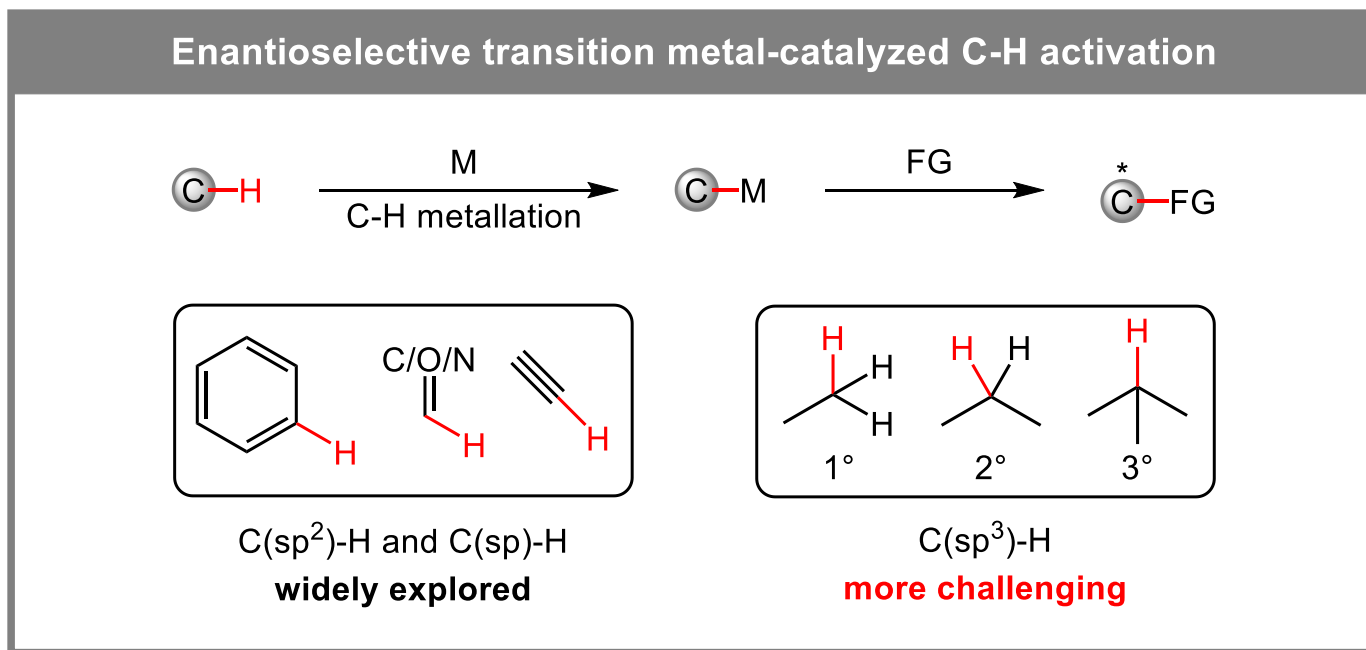 Enantioselective transition metal-catalyzed C-H activation
C-H M C-H metallation C-M FG * C-FG
H C/O/N H H
H H H H H H
1° 2° 3°
C(sp²)-H and C(sp)-H C(sp³)-H
widely explored more challenging